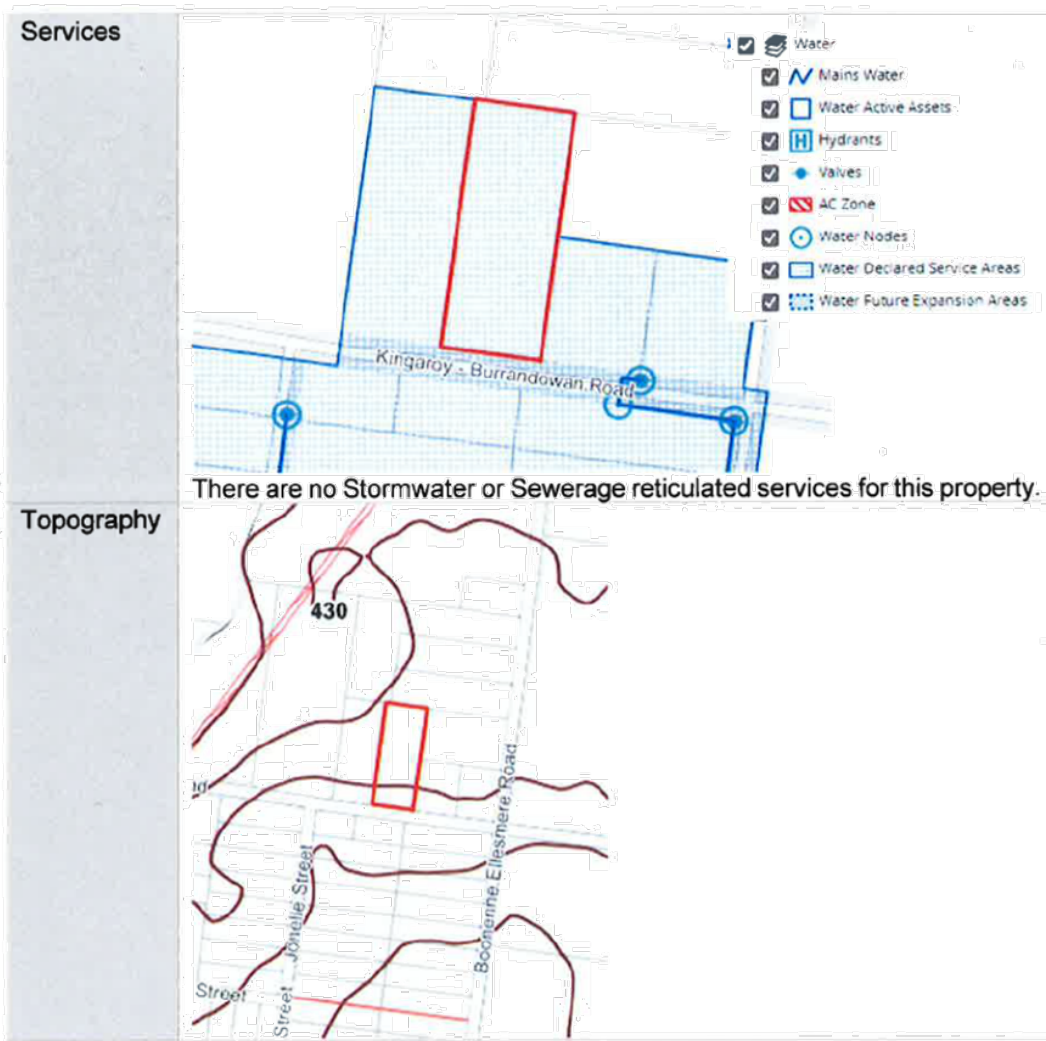 Services
Water
Mains Water
Water Active Assets
H Hydrants
Valves
AC Zone
Water Nodes
Water Declared Service Areas
Water Future Expansion Areas
Kingaroy - Burrandowan Road
There are no Stormwater or Sewerage reticulated services for this property.
Topography
430
Boonenne Ellesmere Road
Jonelle Street
Street
Street